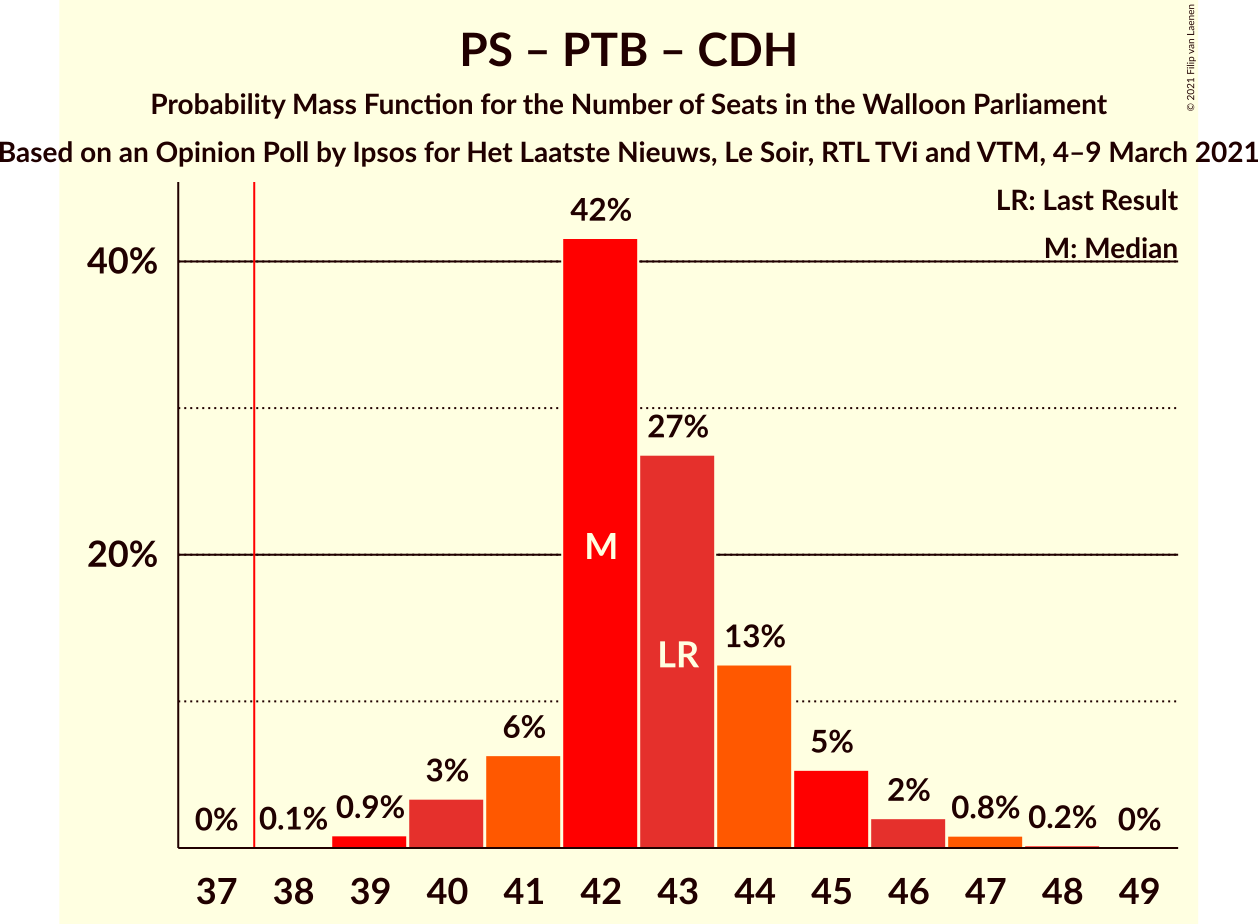 PS – PTB – CDH
Probability Mass Function for the Number of Seats in the Walloon Parliament
Based on an Opinion Poll by Ipsos for Het Laatste Nieuws, Le Soir, RTL TVi and VTM, 4–9 March 2021
© 2021 Filip van Laenen
LR: Last Result
M: Median
40%
20%
0%
0.1%
0.9%
3%
6%
42%
27%
13%
5%
2%
0.8%
0.2%
0%
M
LR
37 38 39 40 41 42 43 44 45 46 47 48 49